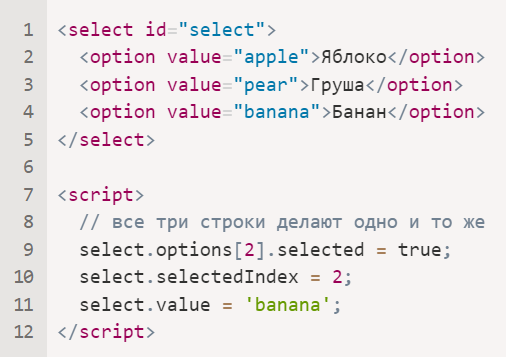 1 <select id="select">
2   <option value="apple">Яблоко</option>
3   <option value="pear">Груша</option>
4   <option value="banana">Банан</option>
5 </select>
6
7 <script>
8   // все три строки делают одно и то же
9   select.options[2].selected = true;
10   select.selectedIndex = 2;
11   select.value = 'banana';
12 </script>